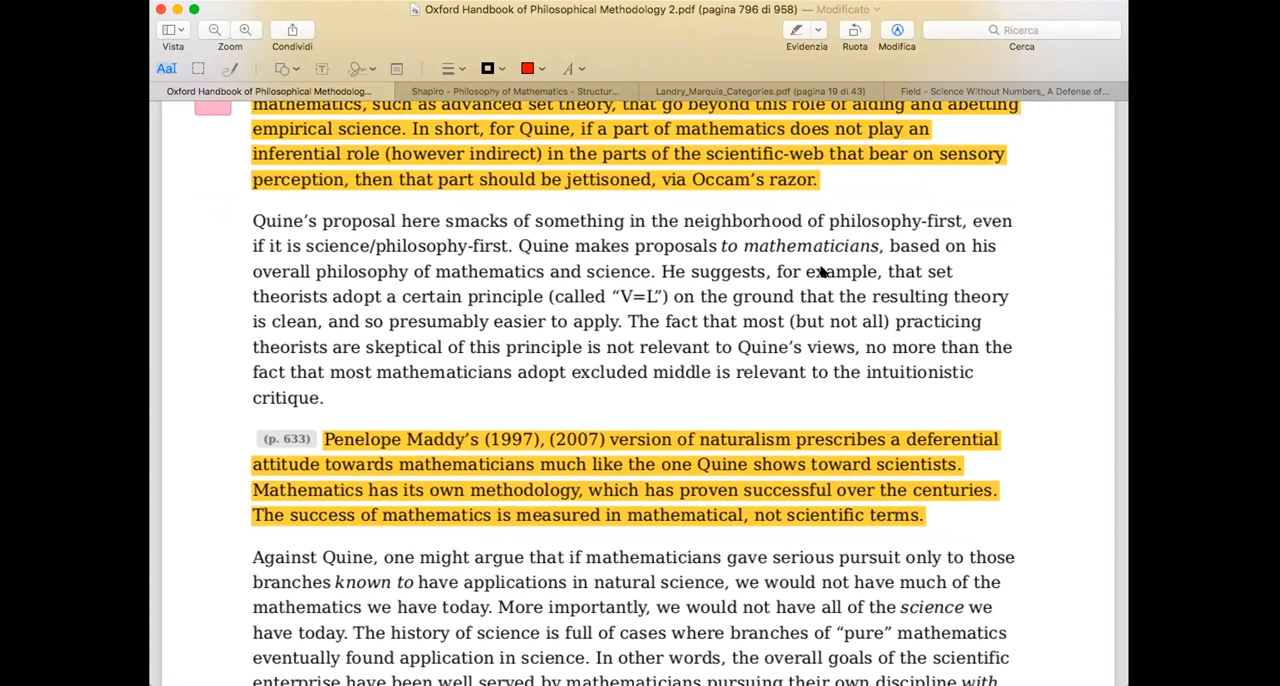 Oxford Handbook of Philosophical Methodology 2.pdf (pagina 796 di 958) — Modificato
Vista
Zoom
Condividi
Evidenzia
Ruota
Modifica
Ricerca
Cerca
AaI
T
A
Oxford Handbook of Philosophical Methodolog...
Shapiro - Philosophy of Mathematics - Structur...
Landry_Marquis_Categories.pdf (pagina 19 di 43)
Field - Science Without Numbers_ A Defense of...
mathematics, such as advanced set theory, that go beyond this role of aiding and abetting
empirical science. In short, for Quine, if a part of mathematics does not play an
inferential role (however indirect) in the parts of the scientific-web that bear on sensory
perception, then that part should be jettisoned, via Occam’s razor.
Quine’s proposal here smacks of something in the neighborhood of philosophy-first, even
if it is science/philosophy-first. Quine makes proposals to mathematicians, based on his
overall philosophy of mathematics and science. He suggests, for example, that set
theorists adopt a certain principle (called “V=L”) on the ground that the resulting theory
is clean, and so presumably easier to apply. The fact that most (but not all) practicing
theorists are skeptical of this principle is not relevant to Quine’s views, no more than the
fact that most mathematicians adopt excluded middle is relevant to the intuitionistic
critique.
(p. 633) Penelope Maddy’s (1997), (2007) version of naturalism prescribes a deferential
attitude towards mathematicians much like the one Quine shows toward scientists.
Mathematics has its own methodology, which has proven successful over the centuries.
The success of mathematics is measured in mathematical, not scientific terms.
Against Quine, one might argue that if mathematicians gave serious pursuit only to those
branches known to have applications in natural science, we would not have much of the
mathematics we have today. More importantly, we would not have all of the science we
have today. The history of science is full of cases where branches of “pure” mathematics
eventually found application in science. In other words, the overall goals of the scientific
enterprise have been well served by mathematicians pursuing their own discipline with